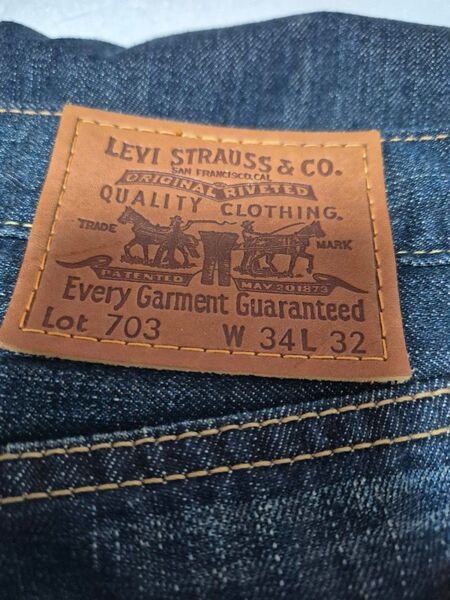 LEVI STRAUSS & CO.
SAN FRANCISCO, CAL
ORIGINAL RIVETED
QUALITY CLOTHING.
TRADE MARK
PATENTED MAY 20 1873
Every Garment Guaranteed
Lot 703 W 34 L 32